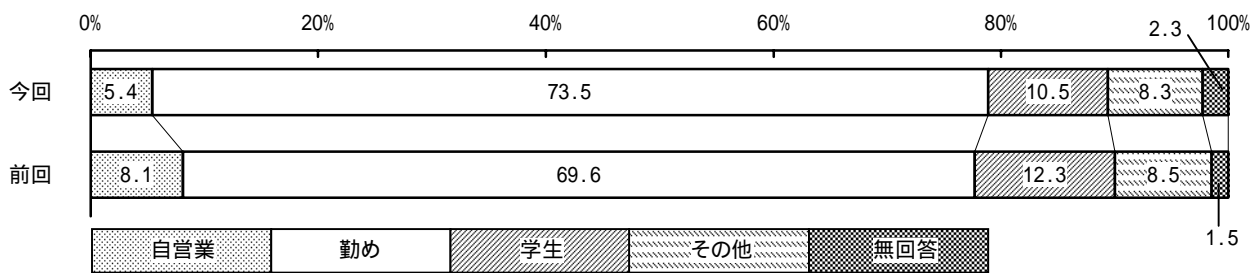 0% 20% 40% 60% 80% 100%
2.3
今回 5.4 73.5 10.5 8.3
前回 8.1 69.6 12.3 8.5
1.5
自営業 勤め 学生 その他 無回答